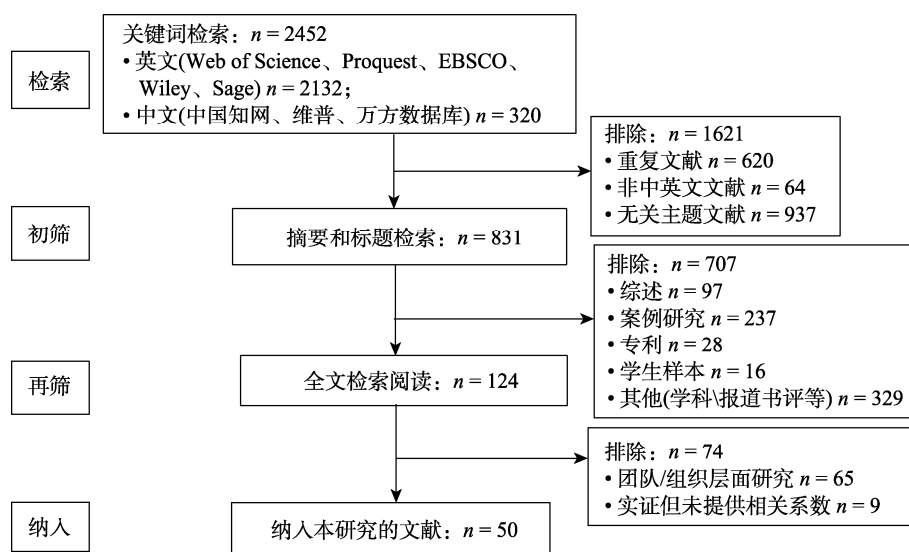 检索
关键词检索：n = 2452
• 英文(Web of Science、Proquest、EBSCO、
Wiley、Sage) n = 2132；
• 中文(中国知网、维普、万方数据库) n = 320
排除：n = 1621
• 重复文献 n = 620
• 非中英文文献 n = 64
• 无关主题文献 n = 937
初筛
摘要和标题检索：n = 831
排除：n = 707
• 综述 n = 97
• 案例研究 n = 237
• 专利 n = 28
• 学生样本 n = 16
• 其他(学科\报道书评等) n = 329
再筛
全文检索阅读：n = 124
排除：n = 74
• 团队/组织层面研究 n = 65
• 实证但未提供相关系数 n = 9
纳入
纳入本研究的文献：n = 50